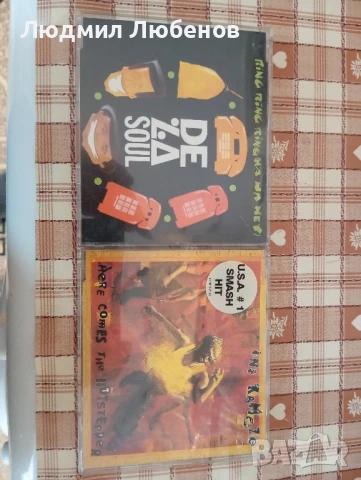 Людмил Любенов
RING RING RING
HA HA HEY
DE
LA
SOUL
U.S.A. # 1
SMASH
HIT
INI KAMOZE
HERE COMES THE HOTSTEPPER
BAZAR